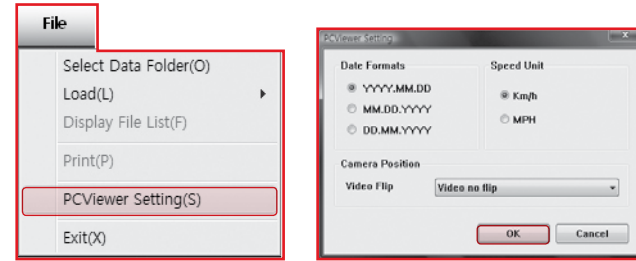 File
Select Data Folder(O)
Load(L)
Display File List(F)
Print(P)
PCViewer Setting(S)
Exit(X)
PCViewer Setting
Date Formats
YYYY.MM.DD
MM.DD.YYYY
DD.MM.YYYY
Speed Unit
Km/h
MPH
Camera Position
Video Flip Video no flip
OK Cancel